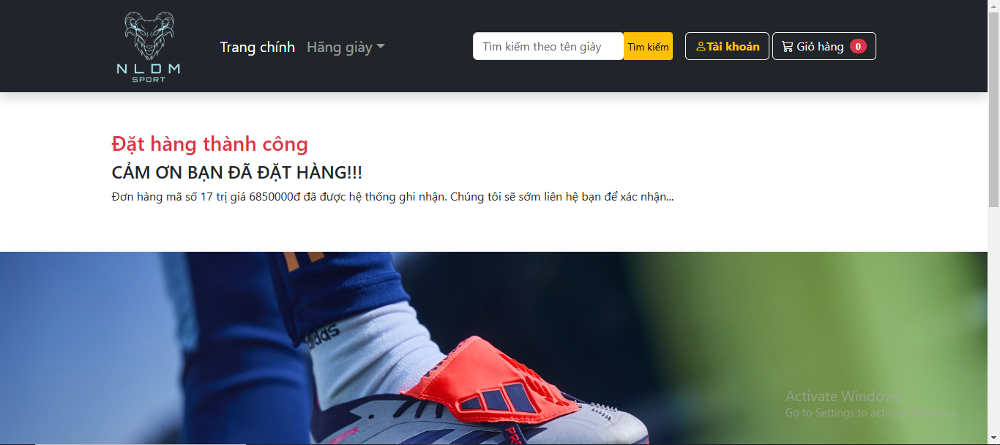 NLDM
SPORT
Trang chính
Hãng giày
Tìm kiếm theo tên giày
Tìm kiếm
Tài khoản
Giỏ hàng 0
Đặt hàng thành công
CẢM ƠN BẠN ĐÃ ĐẶT HÀNG!!!
Đơn hàng mã số 17 trị giá 6850000đ đã được hệ thống ghi nhận. Chúng tôi sẽ sớm liên hệ bạn để xác nhận...
adidas
Activate Windows
Go to Settings to activate Windows.